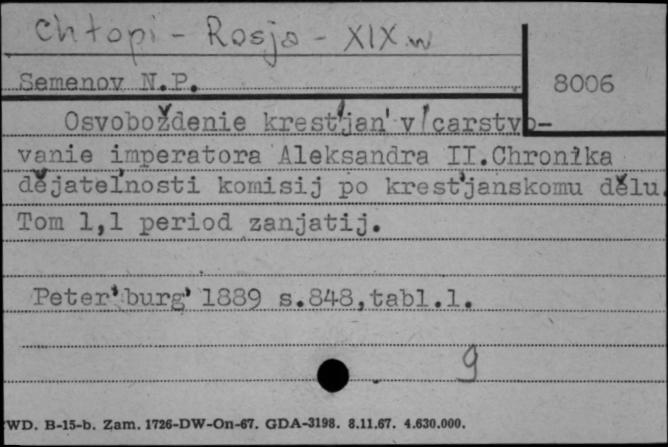 Chłopi - Rosja - XIX w
Semenov N.P.
8006
Osvoboždenie krest'jan' v' carstvo-
vanie imperatora Aleksandra II.Chronika
dějatel'nosti komisij po krest'janskomu dělu.
Tom 1,1 period zanjatij.
Peter'burg' 1889 s.848,tabl.1.
9
WD. B-15-b. Zam. 1726-DW-On-67. GDA-3198. 8.11.67. 4.630.000.